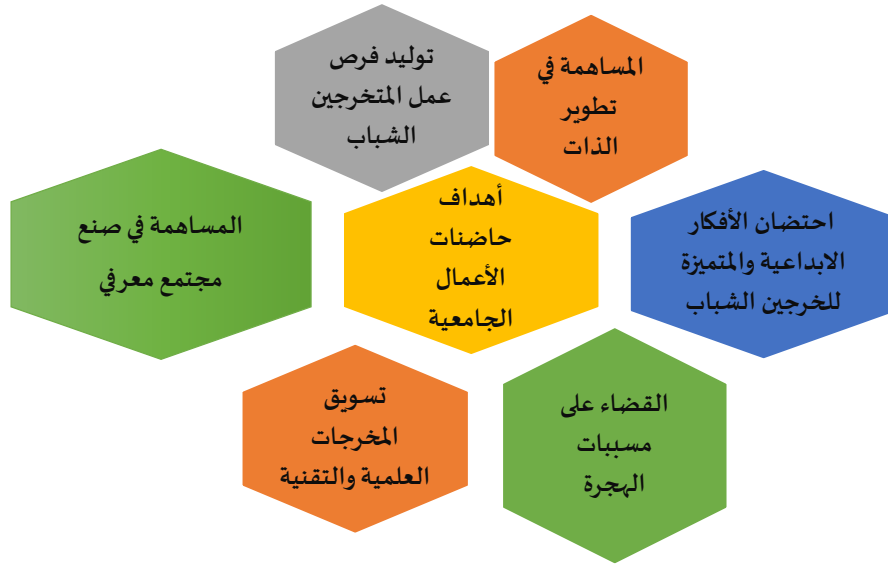 توليد فرص
عمل المتخرجين
الشباب
المساهمة في
تطوير
الذات
أهداف
حاضنات
الأعمال
الجامعية
احتضان الأفكار
الابداعية والمتميزة
للخرجين الشباب
المساهمة في صنع
مجتمع معرفي
القضاء على
مسببات
الهجرة
تسويق
المخرجات
العلمية والتقنية